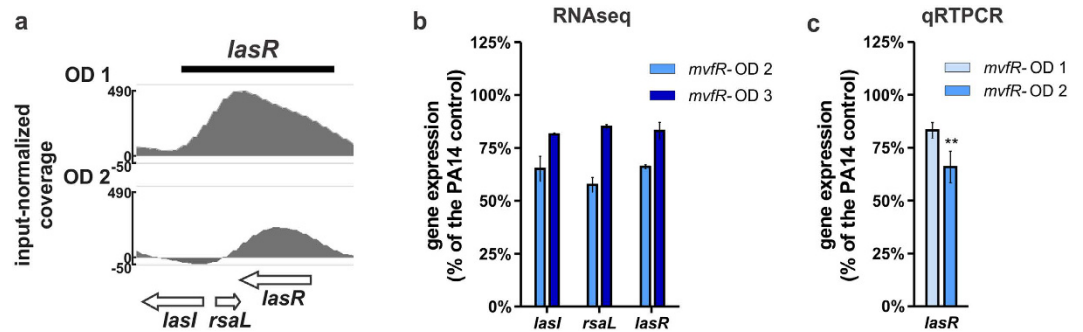 a
lasR
OD 1
490
0
-50
OD 2
490
0
-50
input-normalized
coverage
lasI rsaL lasR
b
RNAseq
125%
100%
75%
50%
25%
0%
gene expression
(% of the PA14 control)
mvfR- OD 2
mvfR- OD 3
lasI rsaL lasR
c
qRTPCR
125%
100%
75%
50%
25%
0%
gene expression
(% of the PA14 control)
mvfR- OD 1
mvfR- OD 2
**
lasR